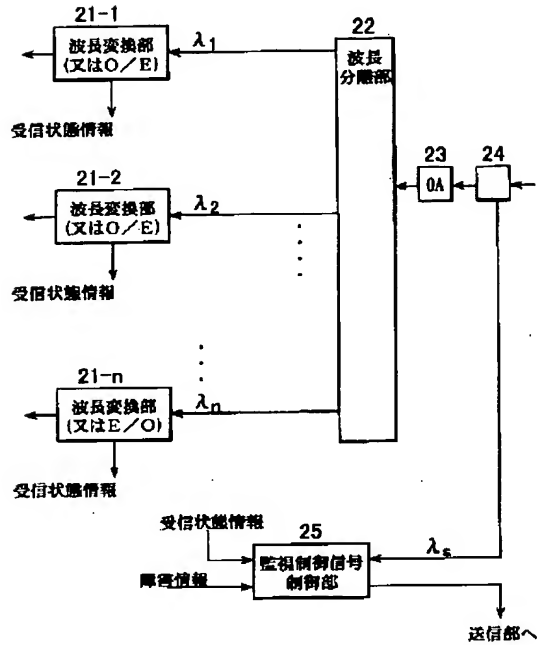 21-1
波長変換部
(又はO/E)
λ1
22
波長
分離部
受信状態情報
21-2
波長変換部
(又はO/E)
λ2
23
OA
24
受信状態情報
21-n
波長変換部
(又はE/O)
λn
受信状態情報
受信状態情報
25
監視制御信号
制御部
λs
障害情報
送信部へ